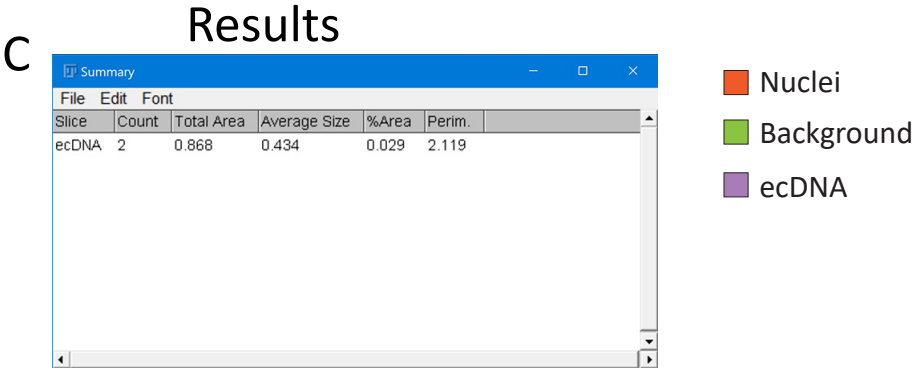 C
Results
Summary
File Edit Font
Slice Count Total Area Average Size %Area Perim.
ecDNA 2 0.868 0.434 0.029 2.119
Nuclei
Background
ecDNA